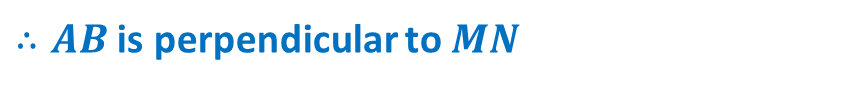 ∴ AB is perpendicular to MN